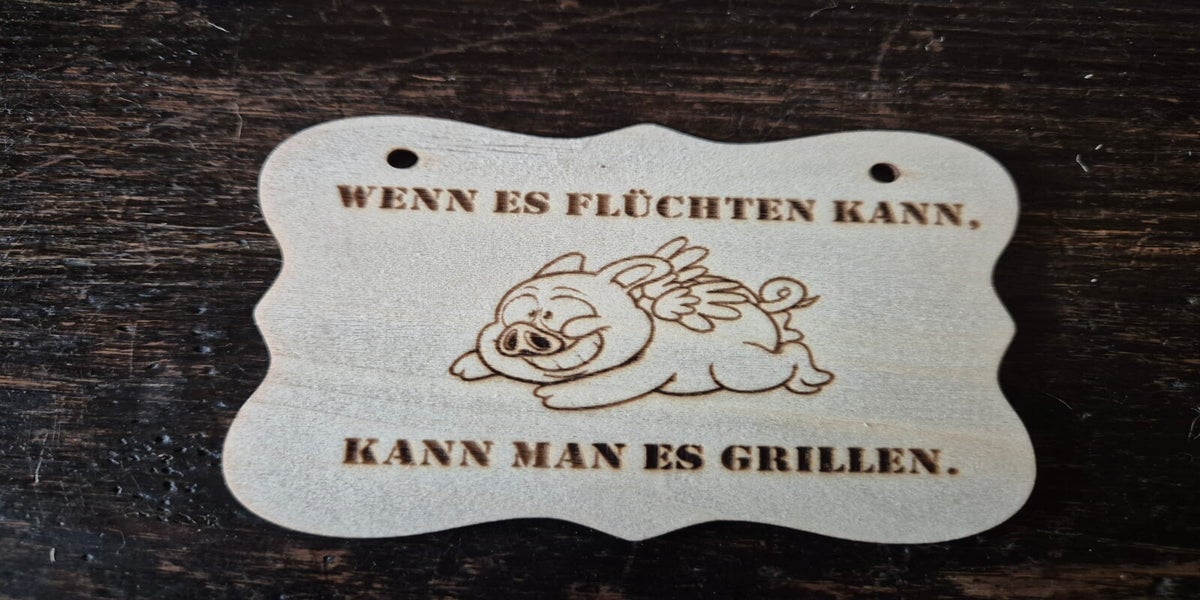 WENN ES FLÜCHTEN KANN,
KANN MAN ES GRILLEN.